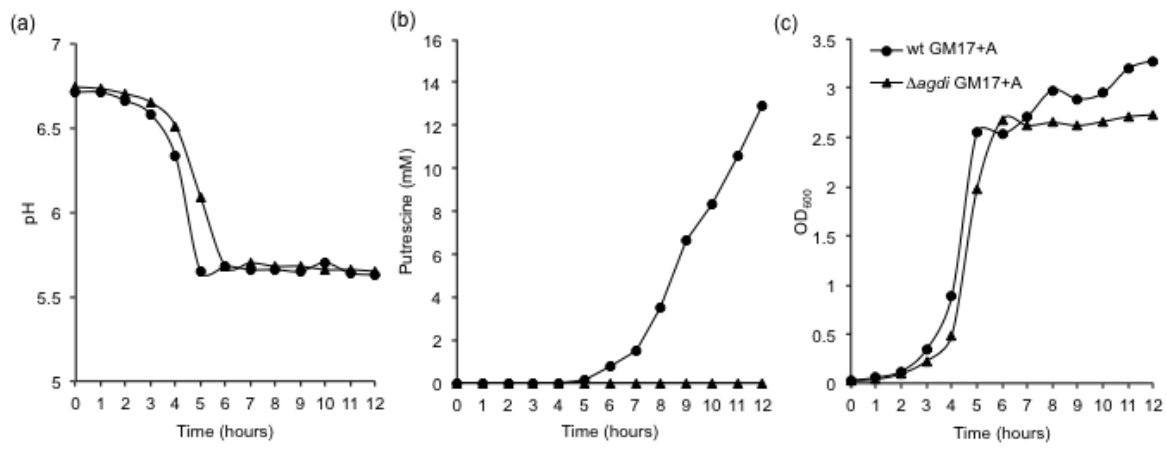 (a)
7
6.5
6
5.5
5
pH
0 1 2 3 4 5 6 7 8 9 10 11 12
Time (hours)
(b)
16
14
12
10
8
6
4
2
0
Putrescine (mM)
0 1 2 3 4 5 6 7 8 9 10 11 12
Time (hours)
(c)
3.5
3
2.5
2
1.5
1
0.5
0
OD600
wt GM17+A
Δagdi GM17+A
0 1 2 3 4 5 6 7 8 9 10 11 12
Time (hours)